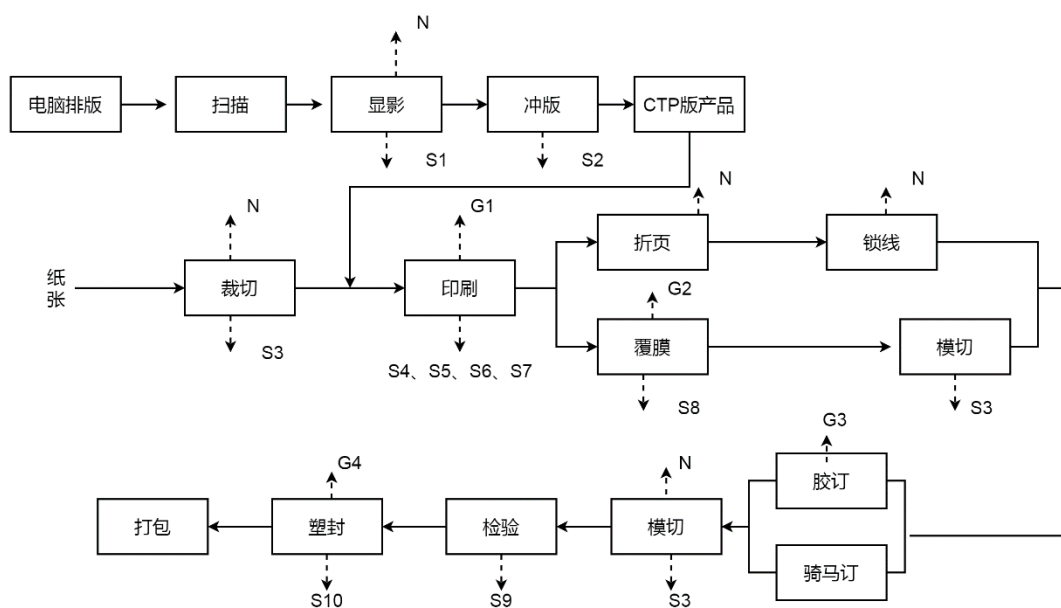 N
电脑排版 扫描 显影 冲版 CTP版产品
S1 S2
N G1 N N
折页 锁线
纸张 裁切 印刷
G2
覆膜 模切
S3 S4、S5、S6、S7
S8 S3
G3
胶订
G4 N
打包 塑封 检验 模切
骑马订
S10 S9 S3